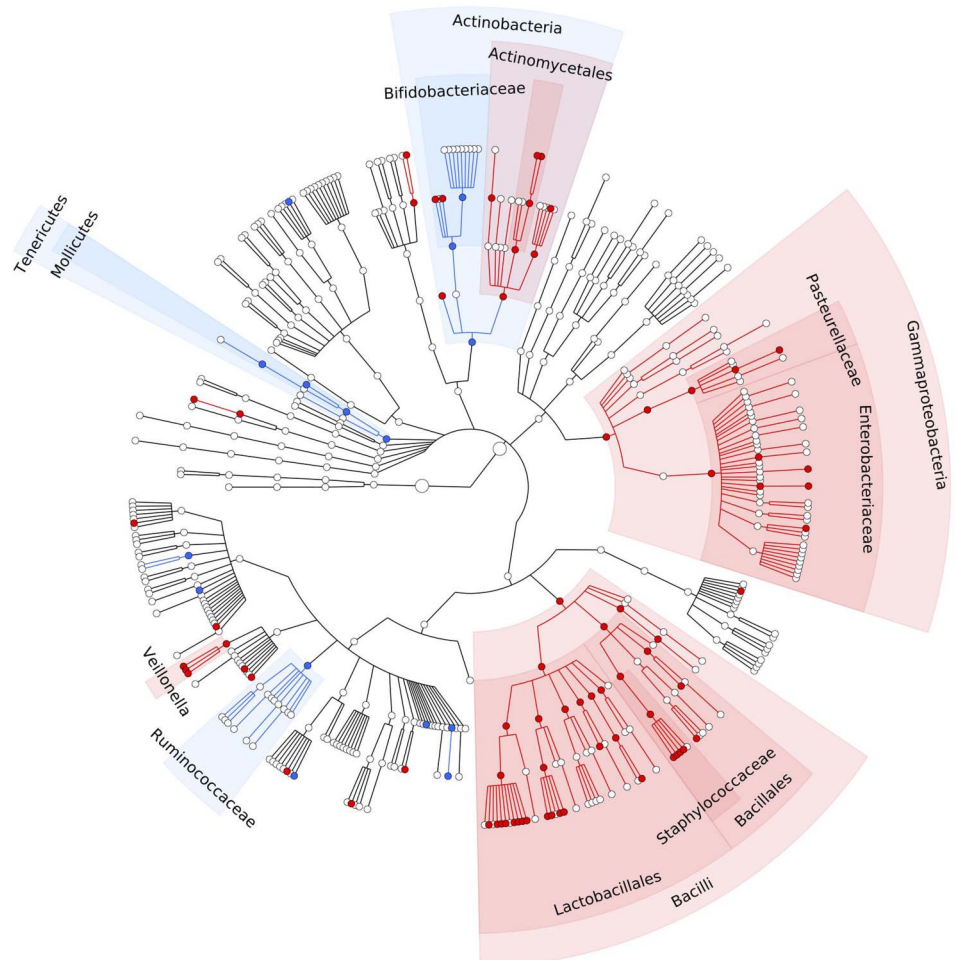 Actinobacteria
Actinomycetales
Bifidobacteriaceae
Tenericutes
Mollicutes
Pasteurellaceae
Gammaproteobacteria
Enterobacteriaceae
Veillonella
Ruminococcaceae
Staphylococcaceae
Bacillales
Lactobacillales
Bacilli